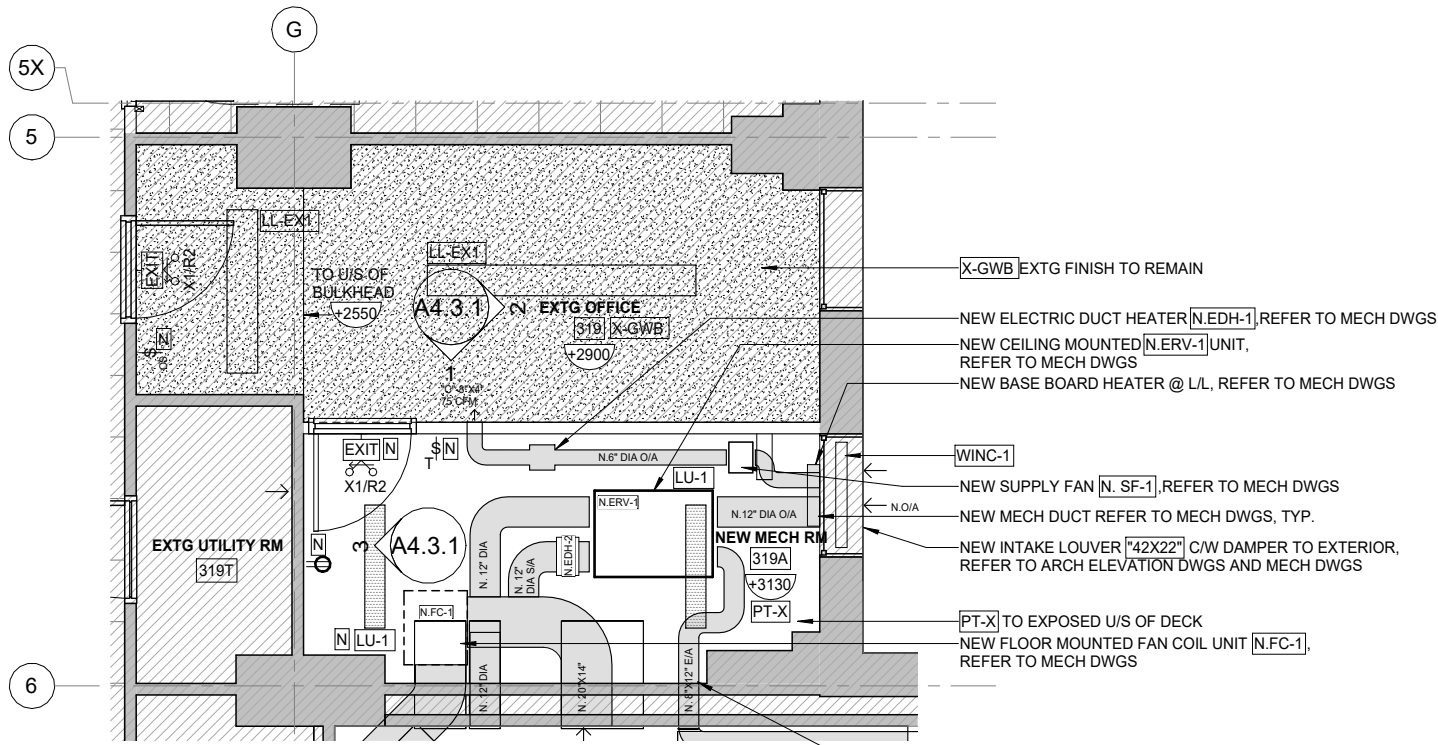 G
5X
5
LL-EX1
LL-EX1
EXIT
X1/R2
TO U/S OF
BULKHEAD
+2550
A4.3.1
2
1
EXTG OFFICE
319 X-GWB
+2900
S N
OS
75 CFM
X-GWB EXTG FINISH TO REMAIN
NEW ELECTRIC DUCT HEATER N.EDH-1, REFER TO MECH DWGS
NEW CEILING MOUNTED N.ERV-1 UNIT,
REFER TO MECH DWGS
NEW BASE BOARD HEATER @ L/L, REFER TO MECH DWGS
WINC-1
NEW SUPPLY FAN N. SF-1, REFER TO MECH DWGS
N.O/A
NEW MECH DUCT REFER TO MECH DWGS, TYP.
NEW INTAKE LOUVER "42X22" C/W DAMPER TO EXTERIOR,
REFER TO ARCH ELEVATION DWGS AND MECH DWGS
PT-X TO EXPOSED U/S OF DECK
NEW FLOOR MOUNTED FAN COIL UNIT N.FC-1,
REFER TO MECH DWGS
EXIT N
X1/R2
$ N
T
N.6" DIA O/A
LU-1
N.ERV-1
N.12" DIA O/A
NEW MECH RM
319A
+3130
PT-X
EXTG UTILITY RM
319T
N
3
A4.3.1
N. 12" DIA
N. 12"
DIA S/A
N.EDH-2
N.FC-1
N LU-1
N. 12" DIA
N. 20"X14"
N. 8"X12" E/A
6